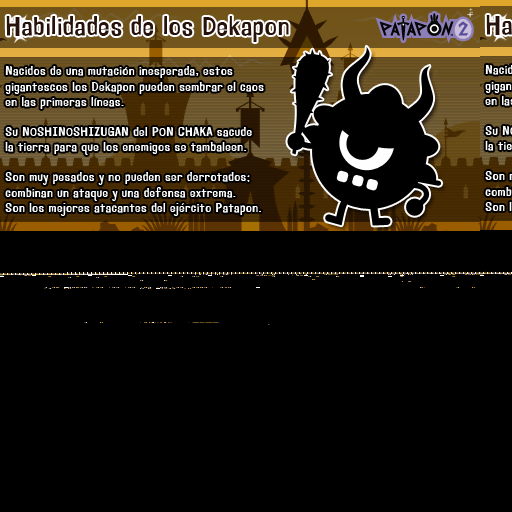 Habilidades de los Dekapon
PATAPON 2
Nacidos de una mutación inesperada, estos
gigantescos los Dekapon pueden sembrar el caos
en las primeras líneas.
Su NOSHINOSHIZUGAN del PON CHAKA sacude
la tierra para que los enemigos se tambaleen.
Son muy pesados y no pueden ser derrotados:
combinan un ataque y una defensa extrema.
Son los mejores atacantes del ejército Patapon.
Ha
Nacid
gigan
en las
Su N
la tie
Son m
combi
Son l